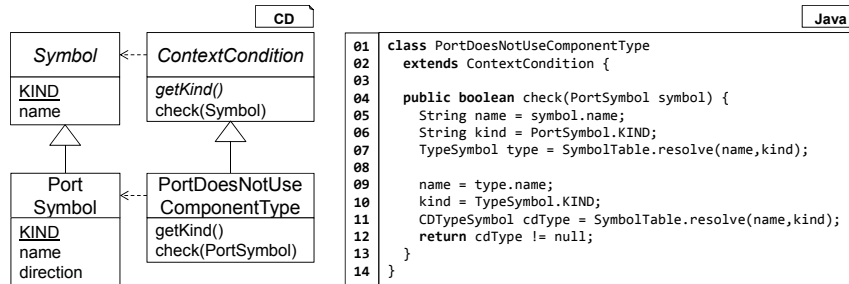 CD
Symbol
KIND
name
ContextCondition
getKind()
check(Symbol)
Port
Symbol
KIND
name
direction
PortDoesNotUse
ComponentType
getKind()
check(PortSymbol)
Java
01 class PortDoesNotUseComponentType
02 extends ContextCondition {
03
04 public boolean check(PortSymbol symbol) {
05 String name = symbol.name;
06 String kind = PortSymbol.KIND;
07 TypeSymbol type = SymbolTable.resolve(name,kind);
08
09 name = type.name;
10 kind = TypeSymbol.KIND;
11 CDTypeSymbol cdType = SymbolTable.resolve(name,kind);
12 return cdType != null;
13 }
14 }